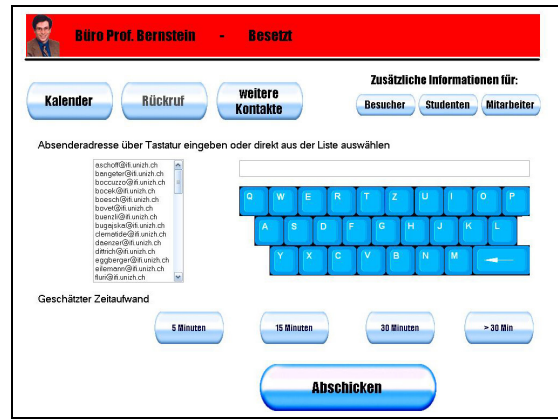 Büro Prof. Bernstein - Besetzt
Kalender
Rückruf
weitere
Kontakte
Zusätzliche Informationen für:
Besucher Studenten Mitarbeiter
Absenderadresse über Tastatur eingeben oder direkt aus der Liste auswählen
aschoff@ifi.unizh.ch
bangeter@ifi.unizh.ch
boccuzzo@ifi.unizh.ch
bocek@ifi.unizh.ch
boesch@ifi.unizh.ch
bovet@ifi.unizh.ch
buenzli@ifi.unizh.ch
bugajska@ifi.unizh.ch
clematide@ifi.unizh.ch
daenzer@ifi.unizh.ch
dittrich@ifi.unizh.ch
eggberger@ifi.unizh.ch
eilemann@ifi.unizh.ch
fluri@ifi.unizh.ch
Q W E R T Z U I O P
A S D F G H J K L
Y X C V B N M
Geschätzter Zeitaufwand
5 Minuten 15 Minuten 30 Minuten > 30 Min
Abschicken